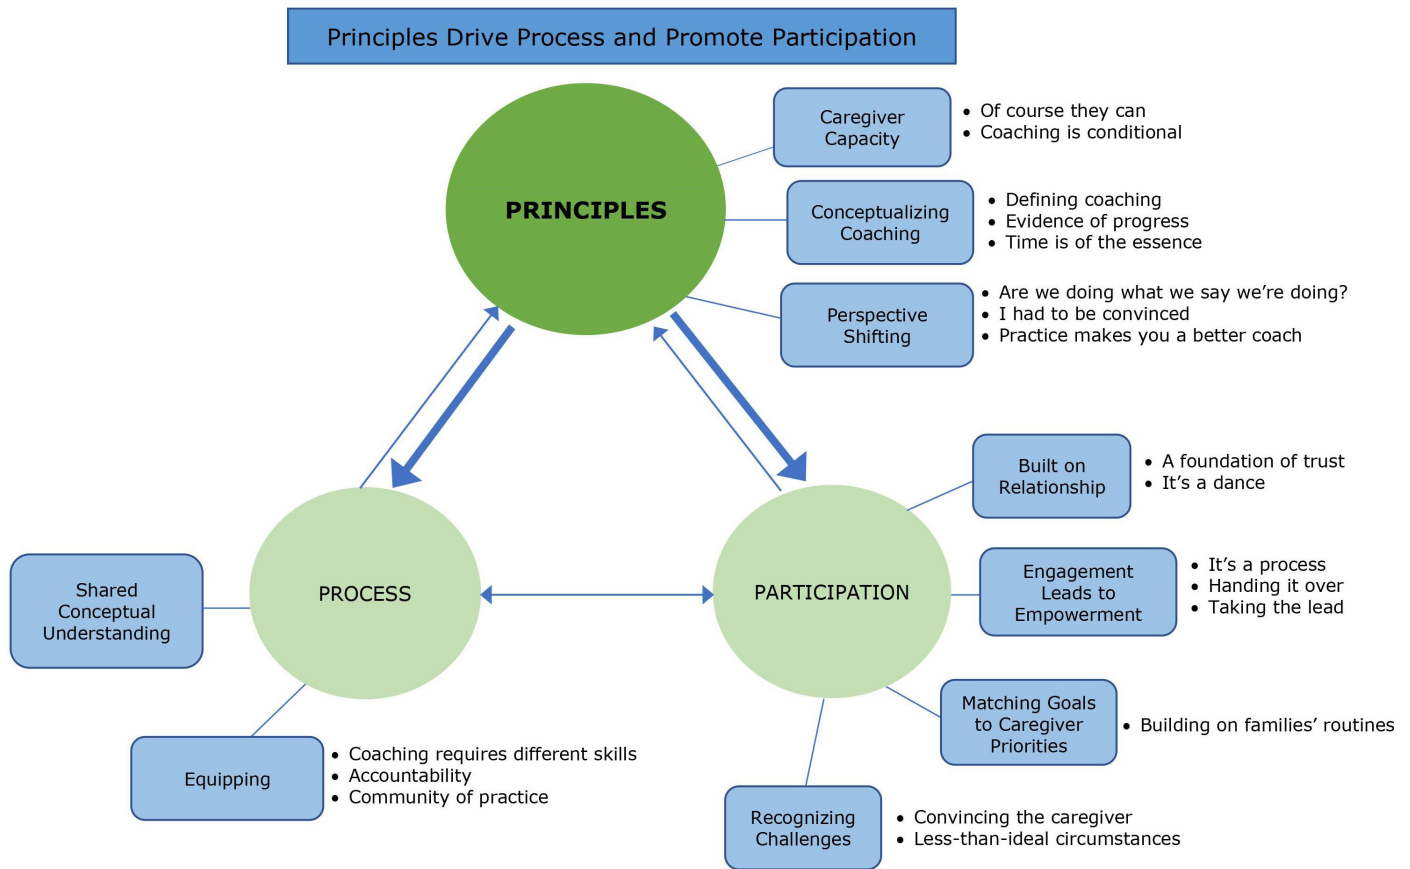 Principles Drive Process and Promote Participation
PRINCIPLES
Caregiver
Capacity
• Of course they can
• Coaching is conditional
Conceptualizing
Coaching
• Defining coaching
• Evidence of progress
• Time is of the essence
Perspective
Shifting
• Are we doing what we say we’re doing?
• I had to be convinced
• Practice makes you a better coach
PROCESS
Shared
Conceptual
Understanding
Equipping
• Coaching requires different skills
• Accountability
• Community of practice
PARTICIPATION
Built on
Relationship
• A foundation of trust
• It’s a dance
Engagement
Leads to
Empowerment
• It’s a process
• Handing it over
• Taking the lead
Matching Goals
to Caregiver
Priorities
• Building on families’ routines
Recognizing
Challenges
• Convincing the caregiver
• Less-than-ideal circumstances